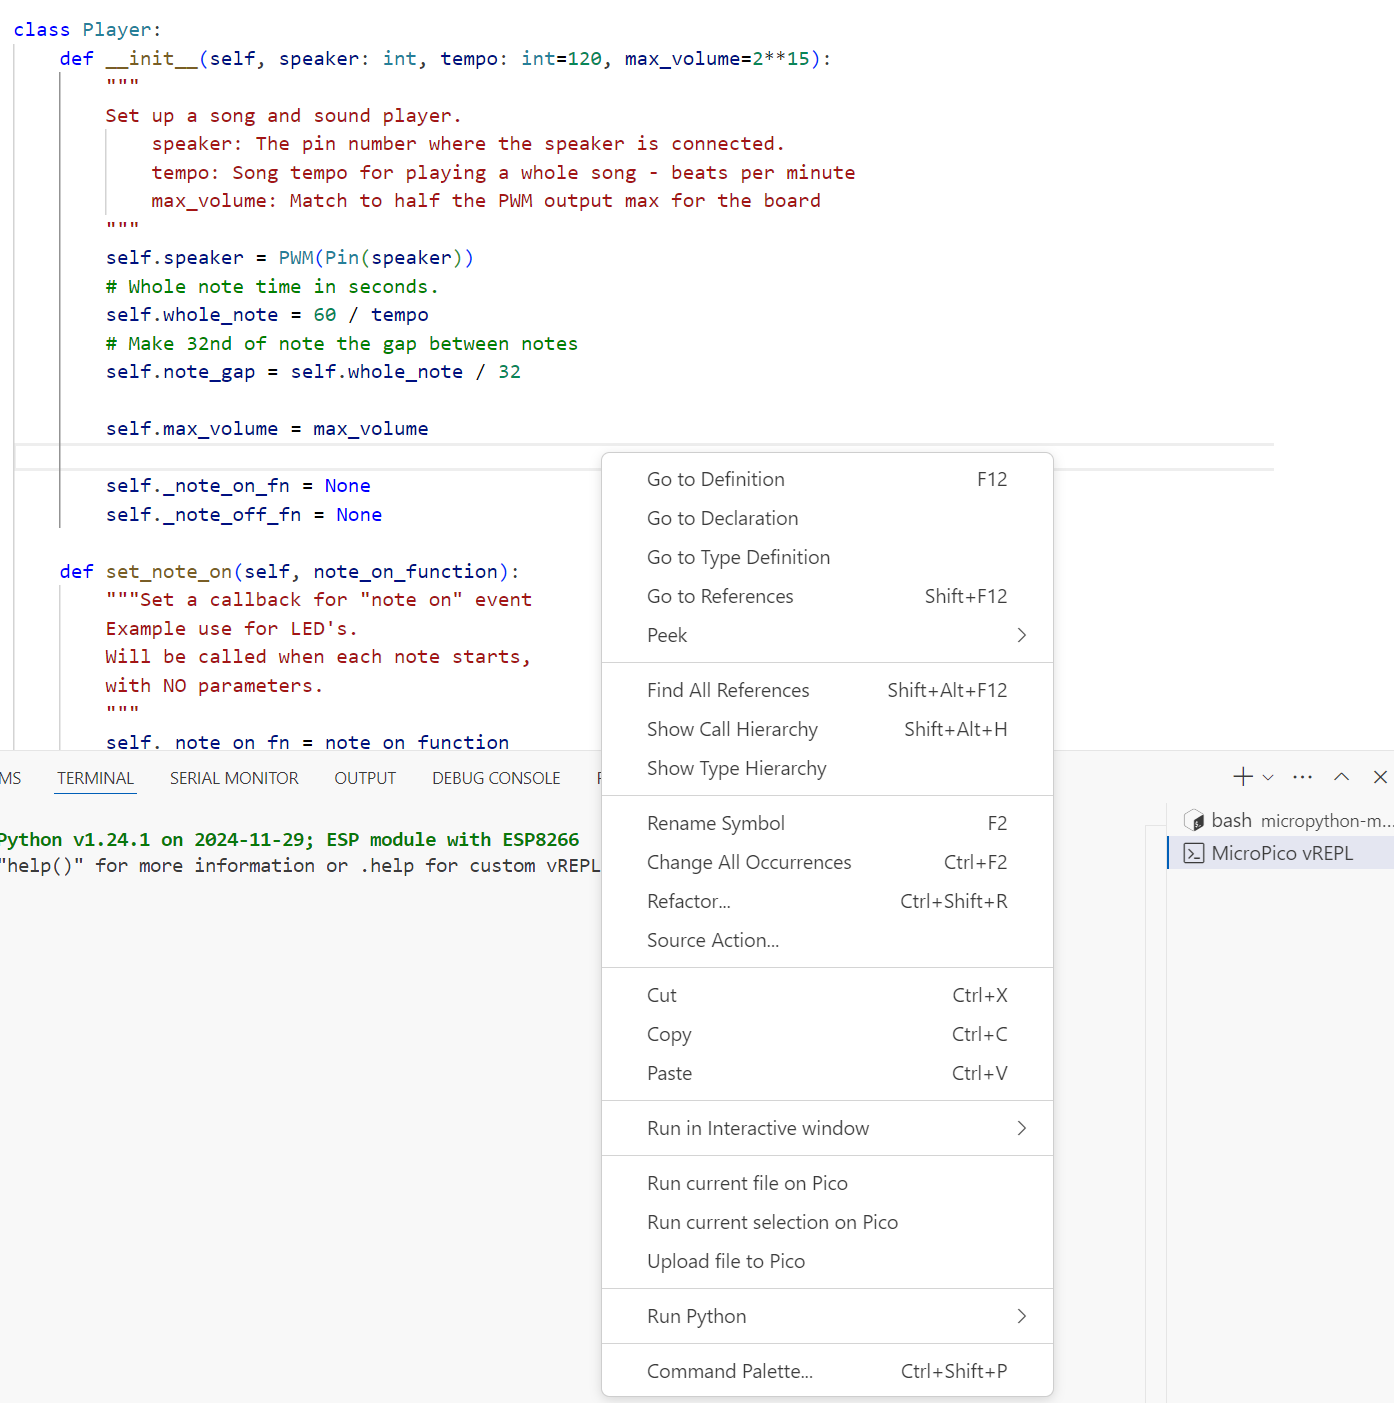 class Player:
def __init__(self, speaker: int, tempo: int=120, max_volume=2**15):
"""
Set up a song and sound player.
speaker: The pin number where the speaker is connected.
tempo: Song tempo for playing a whole song - beats per minute
max_volume: Match to half the PWM output max for the board
"""
self.speaker = PWM(Pin(speaker))
# Whole note time in seconds.
self.whole_note = 60 / tempo
# Make 32nd of note the gap between notes
self.note_gap = self.whole_note / 32
self.max_volume = max_volume
self._note_on_fn = None
self._note_off_fn = None
def set_note_on(self, note_on_function):
"""Set a callback for "note on" event
Example use for LED's.
Will be called when each note starts,
with NO parameters.
"""
self._note_on_fn = note_on_function
Go to Definition F12
Go to Declaration
Go to Type Definition
Go to References Shift+F12
Peek
Find All References Shift+Alt+F12
Show Call Hierarchy Shift+Alt+H
Show Type Hierarchy
Rename Symbol F2
Change All Occurrences Ctrl+F2
Refactor... Ctrl+Shift+R
Source Action...
Cut Ctrl+X
Copy Ctrl+C
Paste Ctrl+V
Run in Interactive window
Run current file on Pico
Run current selection on Pico
Upload file to Pico
Run Python
Command Palette... Ctrl+Shift+P
MS TERMINAL SERIAL MONITOR OUTPUT DEBUG CONSOLE
Python v1.24.1 on 2024-11-29; ESP module with ESP8266
"help()" for more information or .help for custom vREPL
bash micropython-m...
MicroPico vREPL